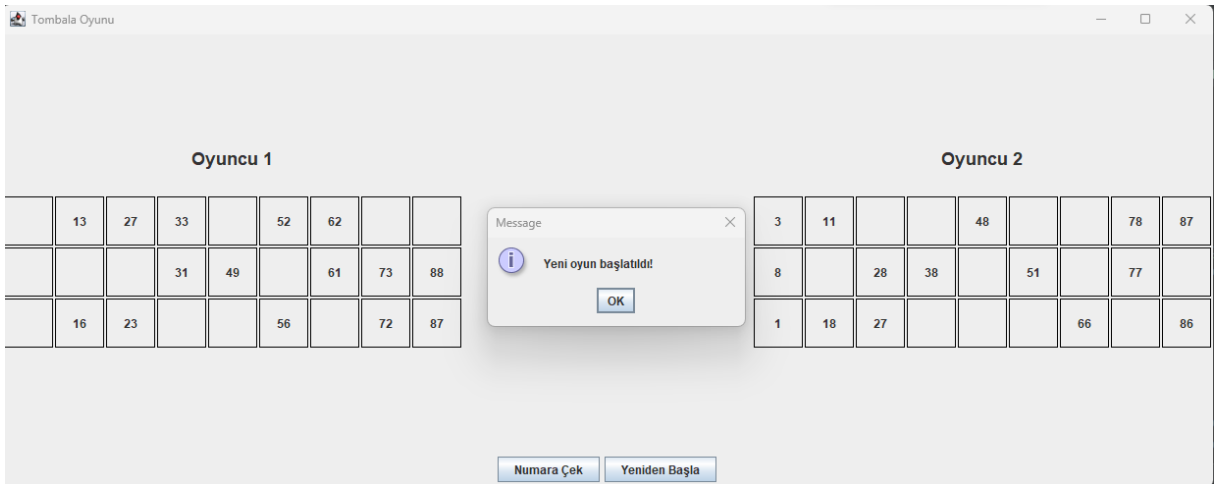 Tombala Oyunu
Oyuncu 1
13 27 33 52 62
31 49 61 73 88
16 23 56 72 87
Message
Yeni oyun başlatıldı!
OK
Oyuncu 2
3 11 48 78 87
8 28 38 51 77
1 18 27 66 86
Numara Çek
Yeniden Başla